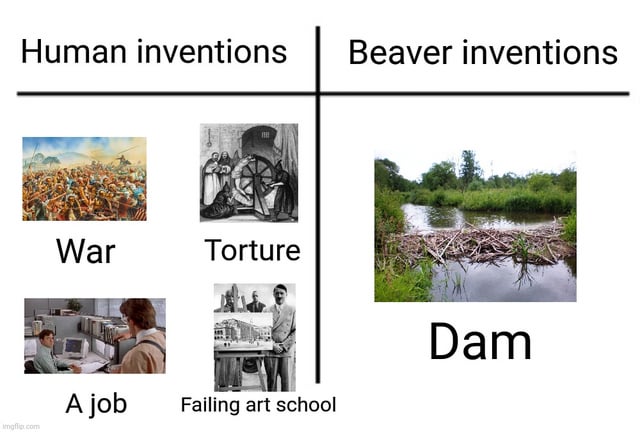 Human inventions
Beaver inventions
War
Torture
A job
Failing art school
Dam
imgflip.com